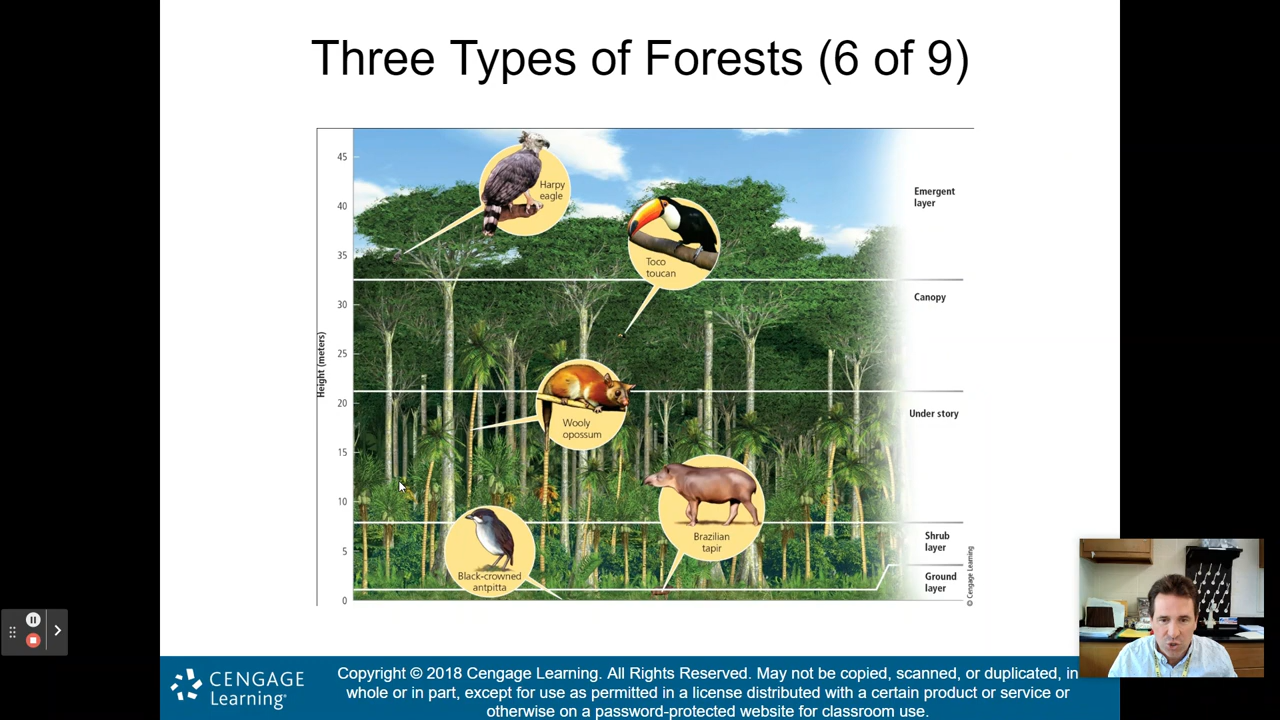 Three Types of Forests (6 of 9)
Height (meters)
45
40
35
30
25
20
15
10
5
0
Harpy
eagle
Toco
toucan
Wooly
opossum
Brazilian
tapir
Black-crowned
antpitta
Emergent
layer
Canopy
Under story
Shrub
layer
Ground
layer
© Cengage Learning
CENGAGE
Learning®
Copyright © 2018 Cengage Learning. All Rights Reserved. May not be copied, scanned, or duplicated, in
whole or in part, except for use as permitted in a license distributed with a certain product or service or
otherwise on a password-protected website for classroom use.